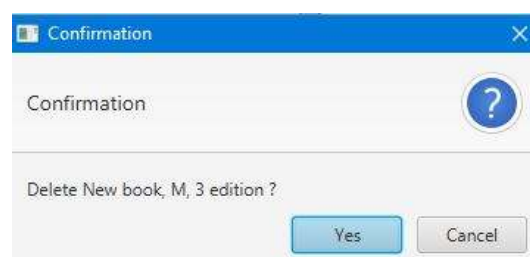 Confirmation
Confirmation
?
Delete New book, M, 3 edition ?
Yes Cancel